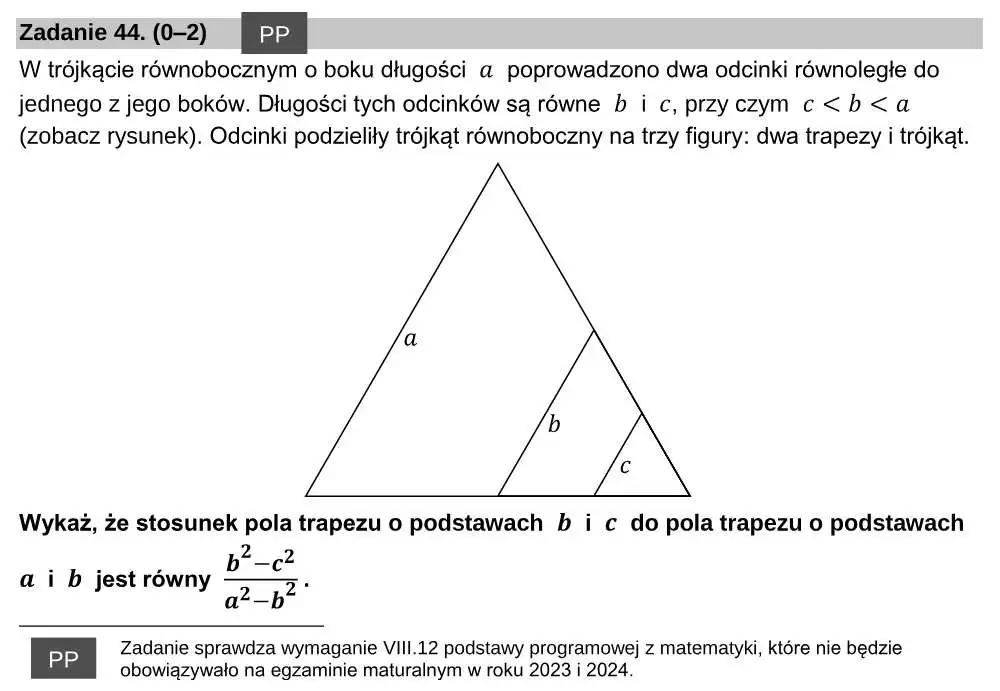 Zadanie 44. (0–2) PP
W trójkącie równobocznym o boku długości a poprowadzono dwa odcinki równoległe do
jednego z jego boków. Długości tych odcinków są równe b i c, przy czym c < b < a
(zobacz rysunek). Odcinki podzieliły trójkąt równoboczny na trzy figury: dwa trapezy i trójkąt.
a
b
c
Wykaż, że stosunek pola trapezu o podstawach b i c do pola trapezu o podstawach
a i b jest równy \frac{b^2-c^2}{a^2-b^2}.
PP
Zadanie sprawdza wymaganie VIII.12 podstawy programowej z matematyki, które nie będzie
obowiązywało na egzaminie maturalnym w roku 2023 i 2024.